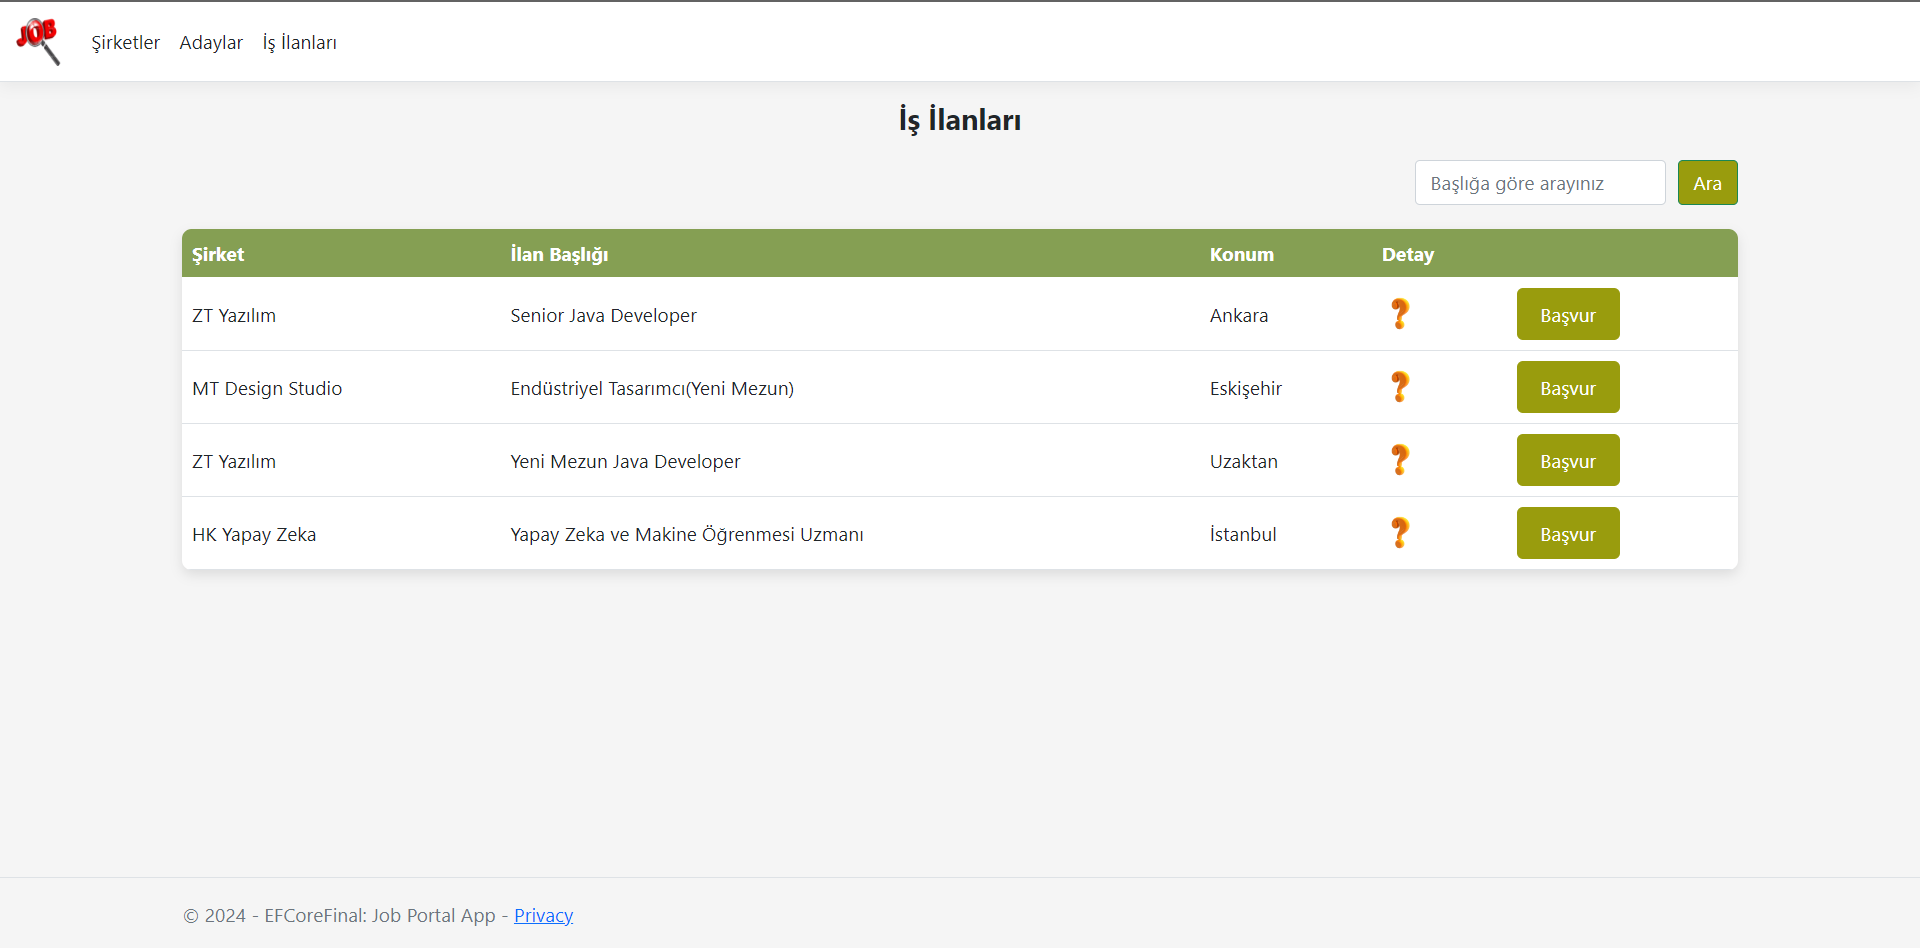 JOB
Şirketler Adaylar İş İlanları
İş İlanları
Başlığa göre arayınız Ara
Şirket İlan Başlığı Konum Detay
ZT Yazılım Senior Java Developer Ankara Başvur
MT Design Studio Endüstriyel Tasarımcı(Yeni Mezun) Eskişehir Başvur
ZT Yazılım Yeni Mezun Java Developer Uzaktan Başvur
HK Yapay Zeka Yapay Zeka ve Makine Öğrenmesi Uzmanı İstanbul Başvur
© 2024 - EFCoreFinal: Job Portal App - Privacy